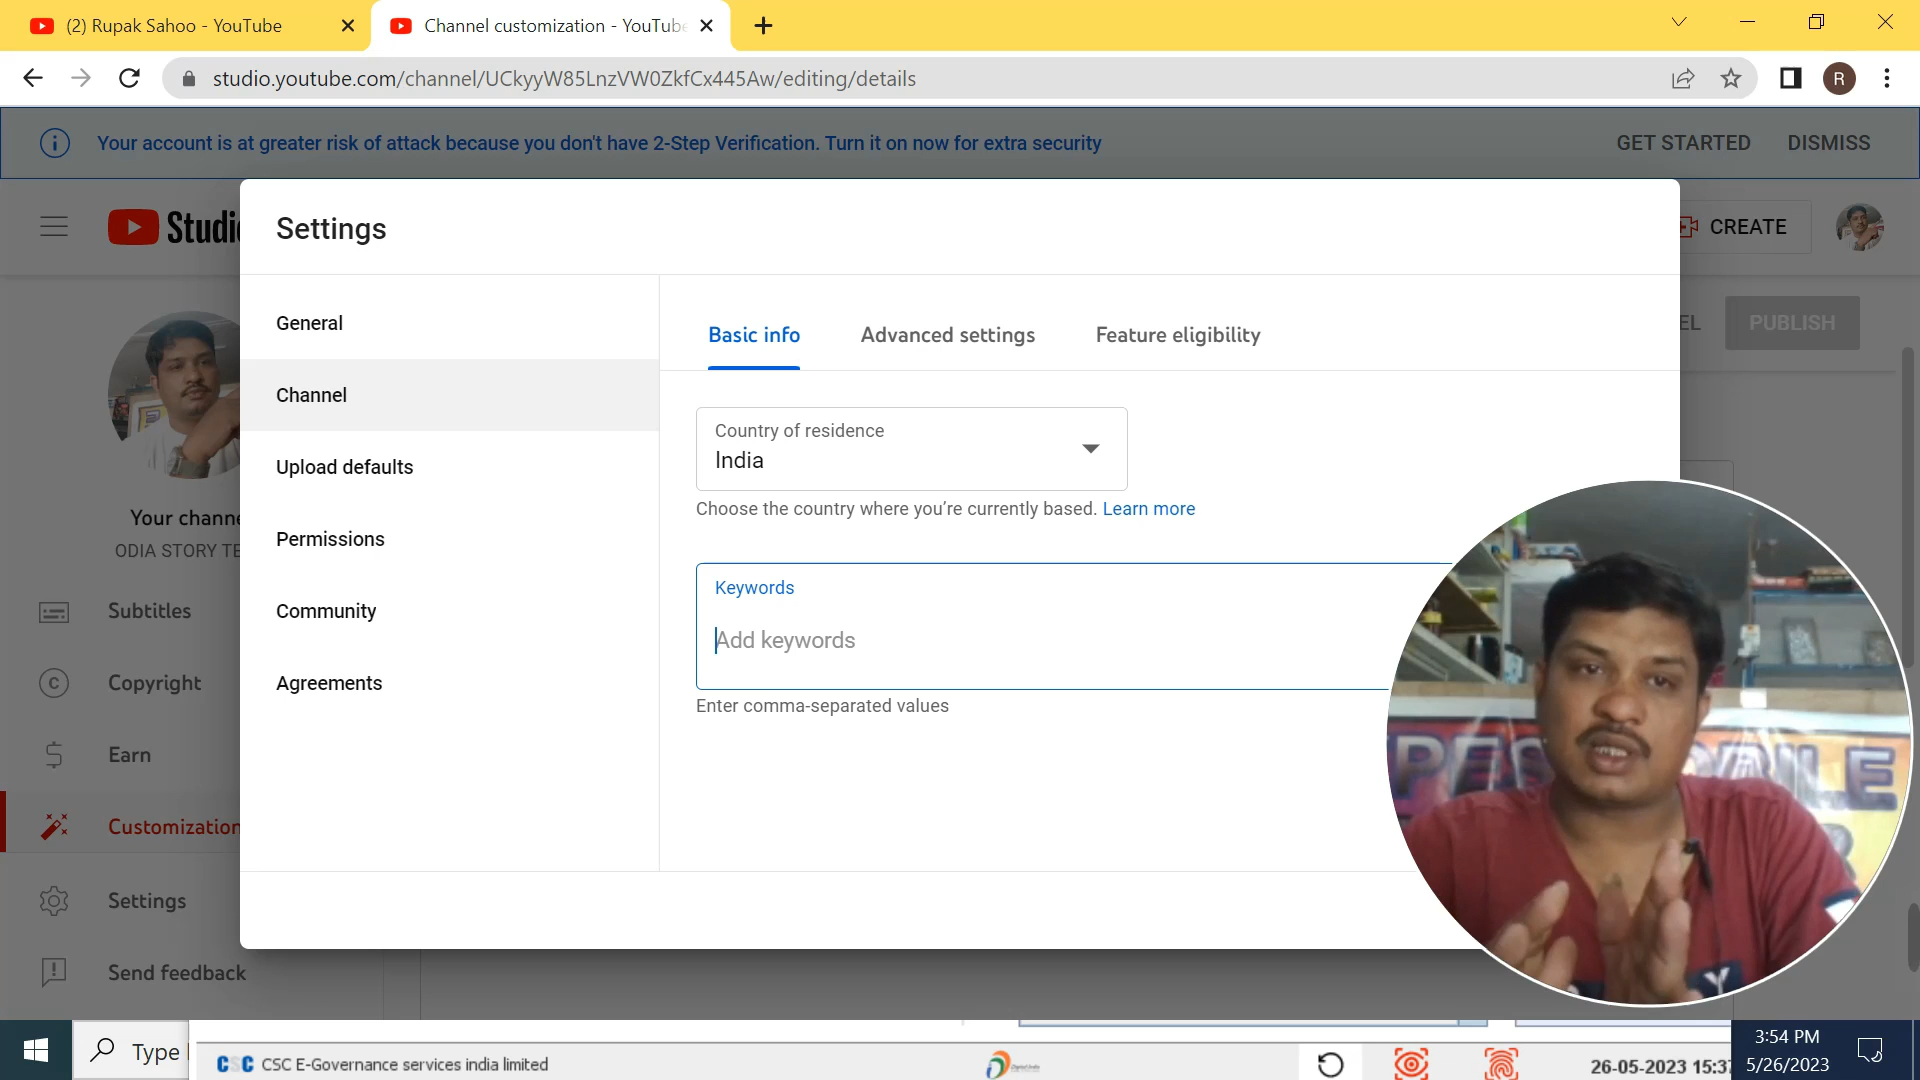 (2) Rupak Sahoo - YouTube
Channel customization - YouTube
studio.youtube.com/channel/UCkyyW85LnzVW0ZkfCx445Aw/editing/details
R
Your account is at greater risk of attack because you don't have 2-Step Verification. Turn it on now for extra security
GET STARTED
DISMISS
Studio
CREATE
Settings
General
Channel
Upload defaults
Permissions
Community
Agreements
Basic info
Advanced settings
Feature eligibility
Country of residence
India
Choose the country where you’re currently based. Learn more
Keywords
Add keywords
Enter comma-separated values
EL
PUBLISH
Your channe
ODIA STORY TE
Subtitles
Copyright
Earn
Customization
Settings
Send feedback
Type
CSC CSC E-Governance services india limited
26-05-2023 15:37
3:54 PM
5/26/2023